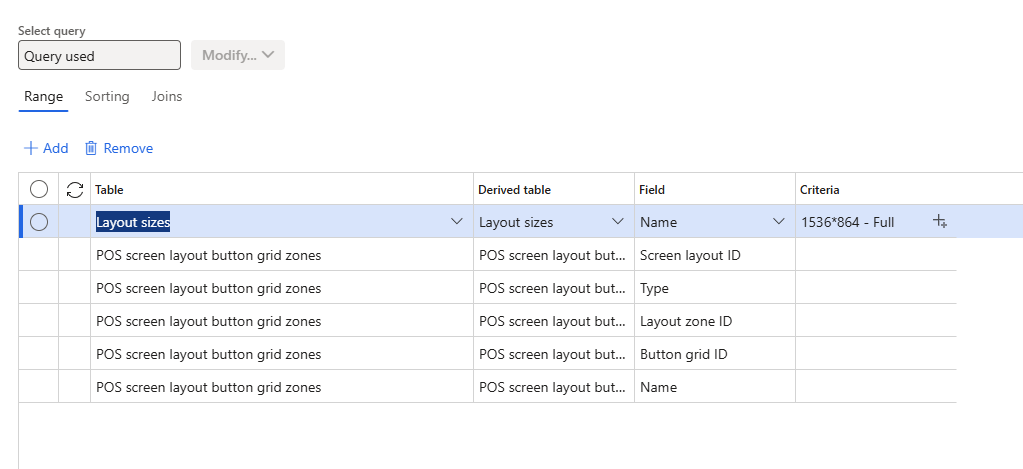 Select query
Query used Modify...
Range Sorting Joins
Add Remove
Table Derived table Field Criteria
Layout sizes Layout sizes Name 1536*864 - Full
POS screen layout button grid zones POS screen layout but... Screen layout ID
POS screen layout button grid zones POS screen layout but... Type
POS screen layout button grid zones POS screen layout but... Layout zone ID
POS screen layout button grid zones POS screen layout but... Button grid ID
POS screen layout button grid zones POS screen layout but... Name